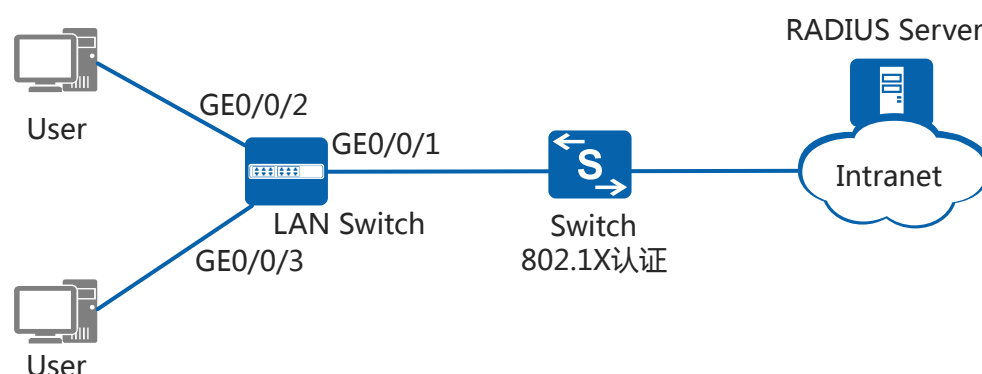 RADIUS Server
User
GE0/0/2
GE0/0/1
S
Intranet
LAN Switch
Switch
802.1X认证
GE0/0/3
User